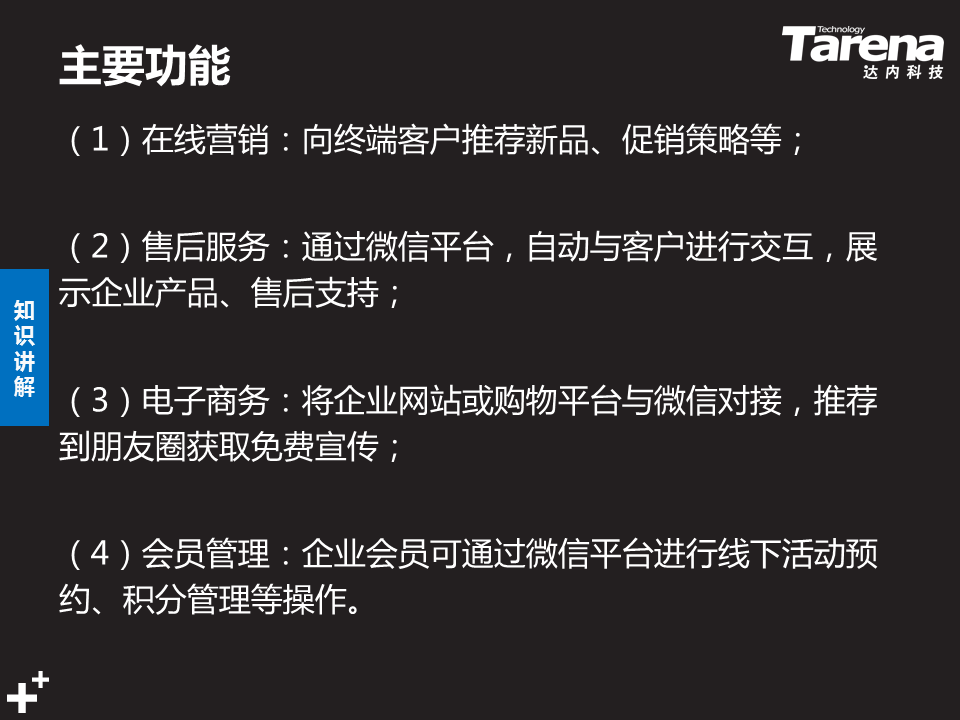 主要功能
Technology
Tarena
达内科技
（1）在线营销：向终端客户推荐新品、促销策略等；
（2）售后服务：通过微信平台，自动与客户进行交互，展
示企业产品、售后支持；
知
识
讲
解
（3）电子商务：将企业网站或购物平台与微信对接，推荐
到朋友圈获取免费宣传；
（4）会员管理：企业会员可通过微信平台进行线下活动预
约、积分管理等操作。